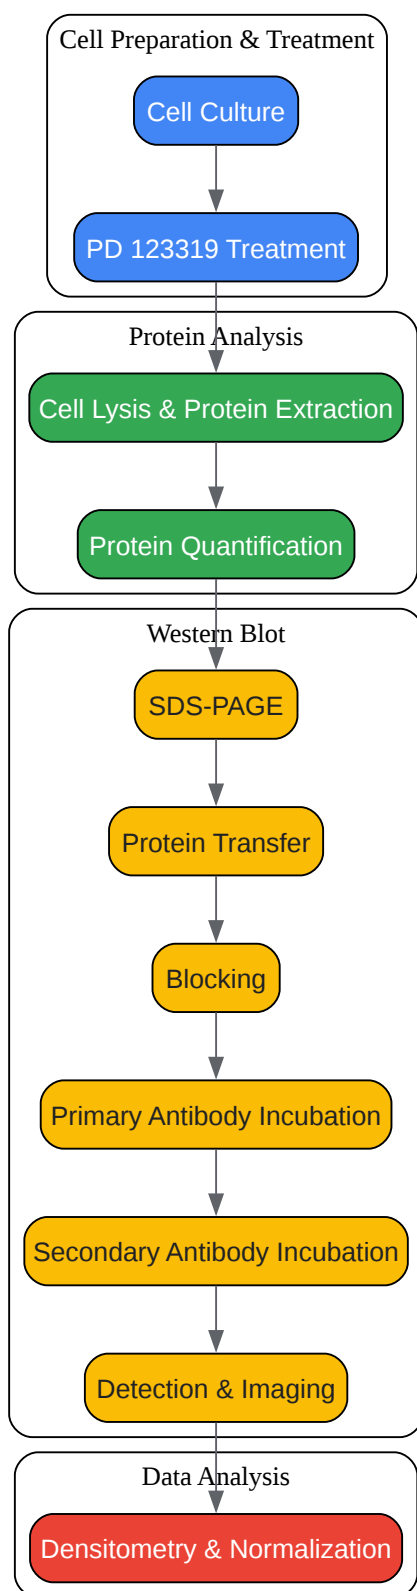 Cell Preparation & Treatment
Cell Culture
PD 123319 Treatment
Protein Analysis
Cell Lysis & Protein Extraction
Protein Quantification
Western Blot
SDS-PAGE
Protein Transfer
Blocking
Primary Antibody Incubation
Secondary Antibody Incubation
Detection & Imaging
Data Analysis
Densitometry & Normalization